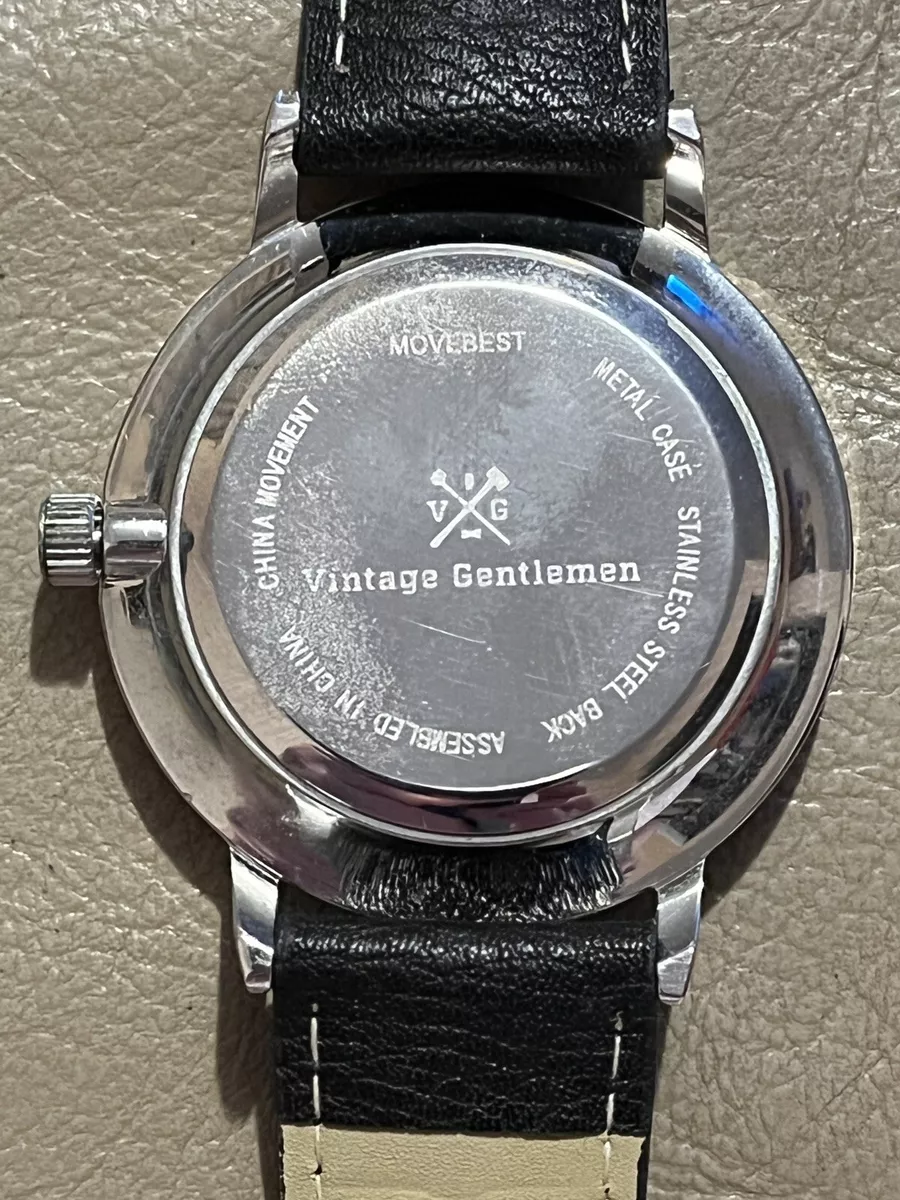 MOVEBEST
METAL CASE
STAINLESS STEEL BACK
ASSEMBLED IN CHINA
CHINA MOVEMENT
V G
Vintage Gentlemen